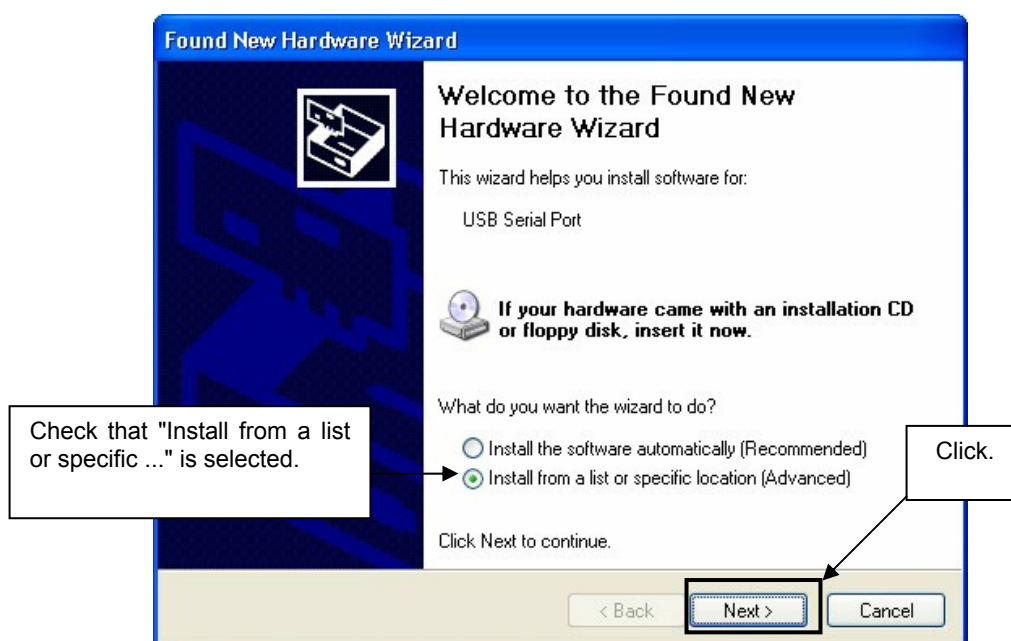 Found New Hardware Wizard
Welcome to the Found New
Hardware Wizard
This wizard helps you install software for:
USB Serial Port
If your hardware came with an installation CD
or floppy disk, insert it now.
What do you want the wizard to do?
Install the software automatically (Recommended)
Install from a list or specific location (Advanced)
Click Next to continue.
< Back
Next >
Cancel
Check that "Install from a list
or specific ..." is selected.
Click.